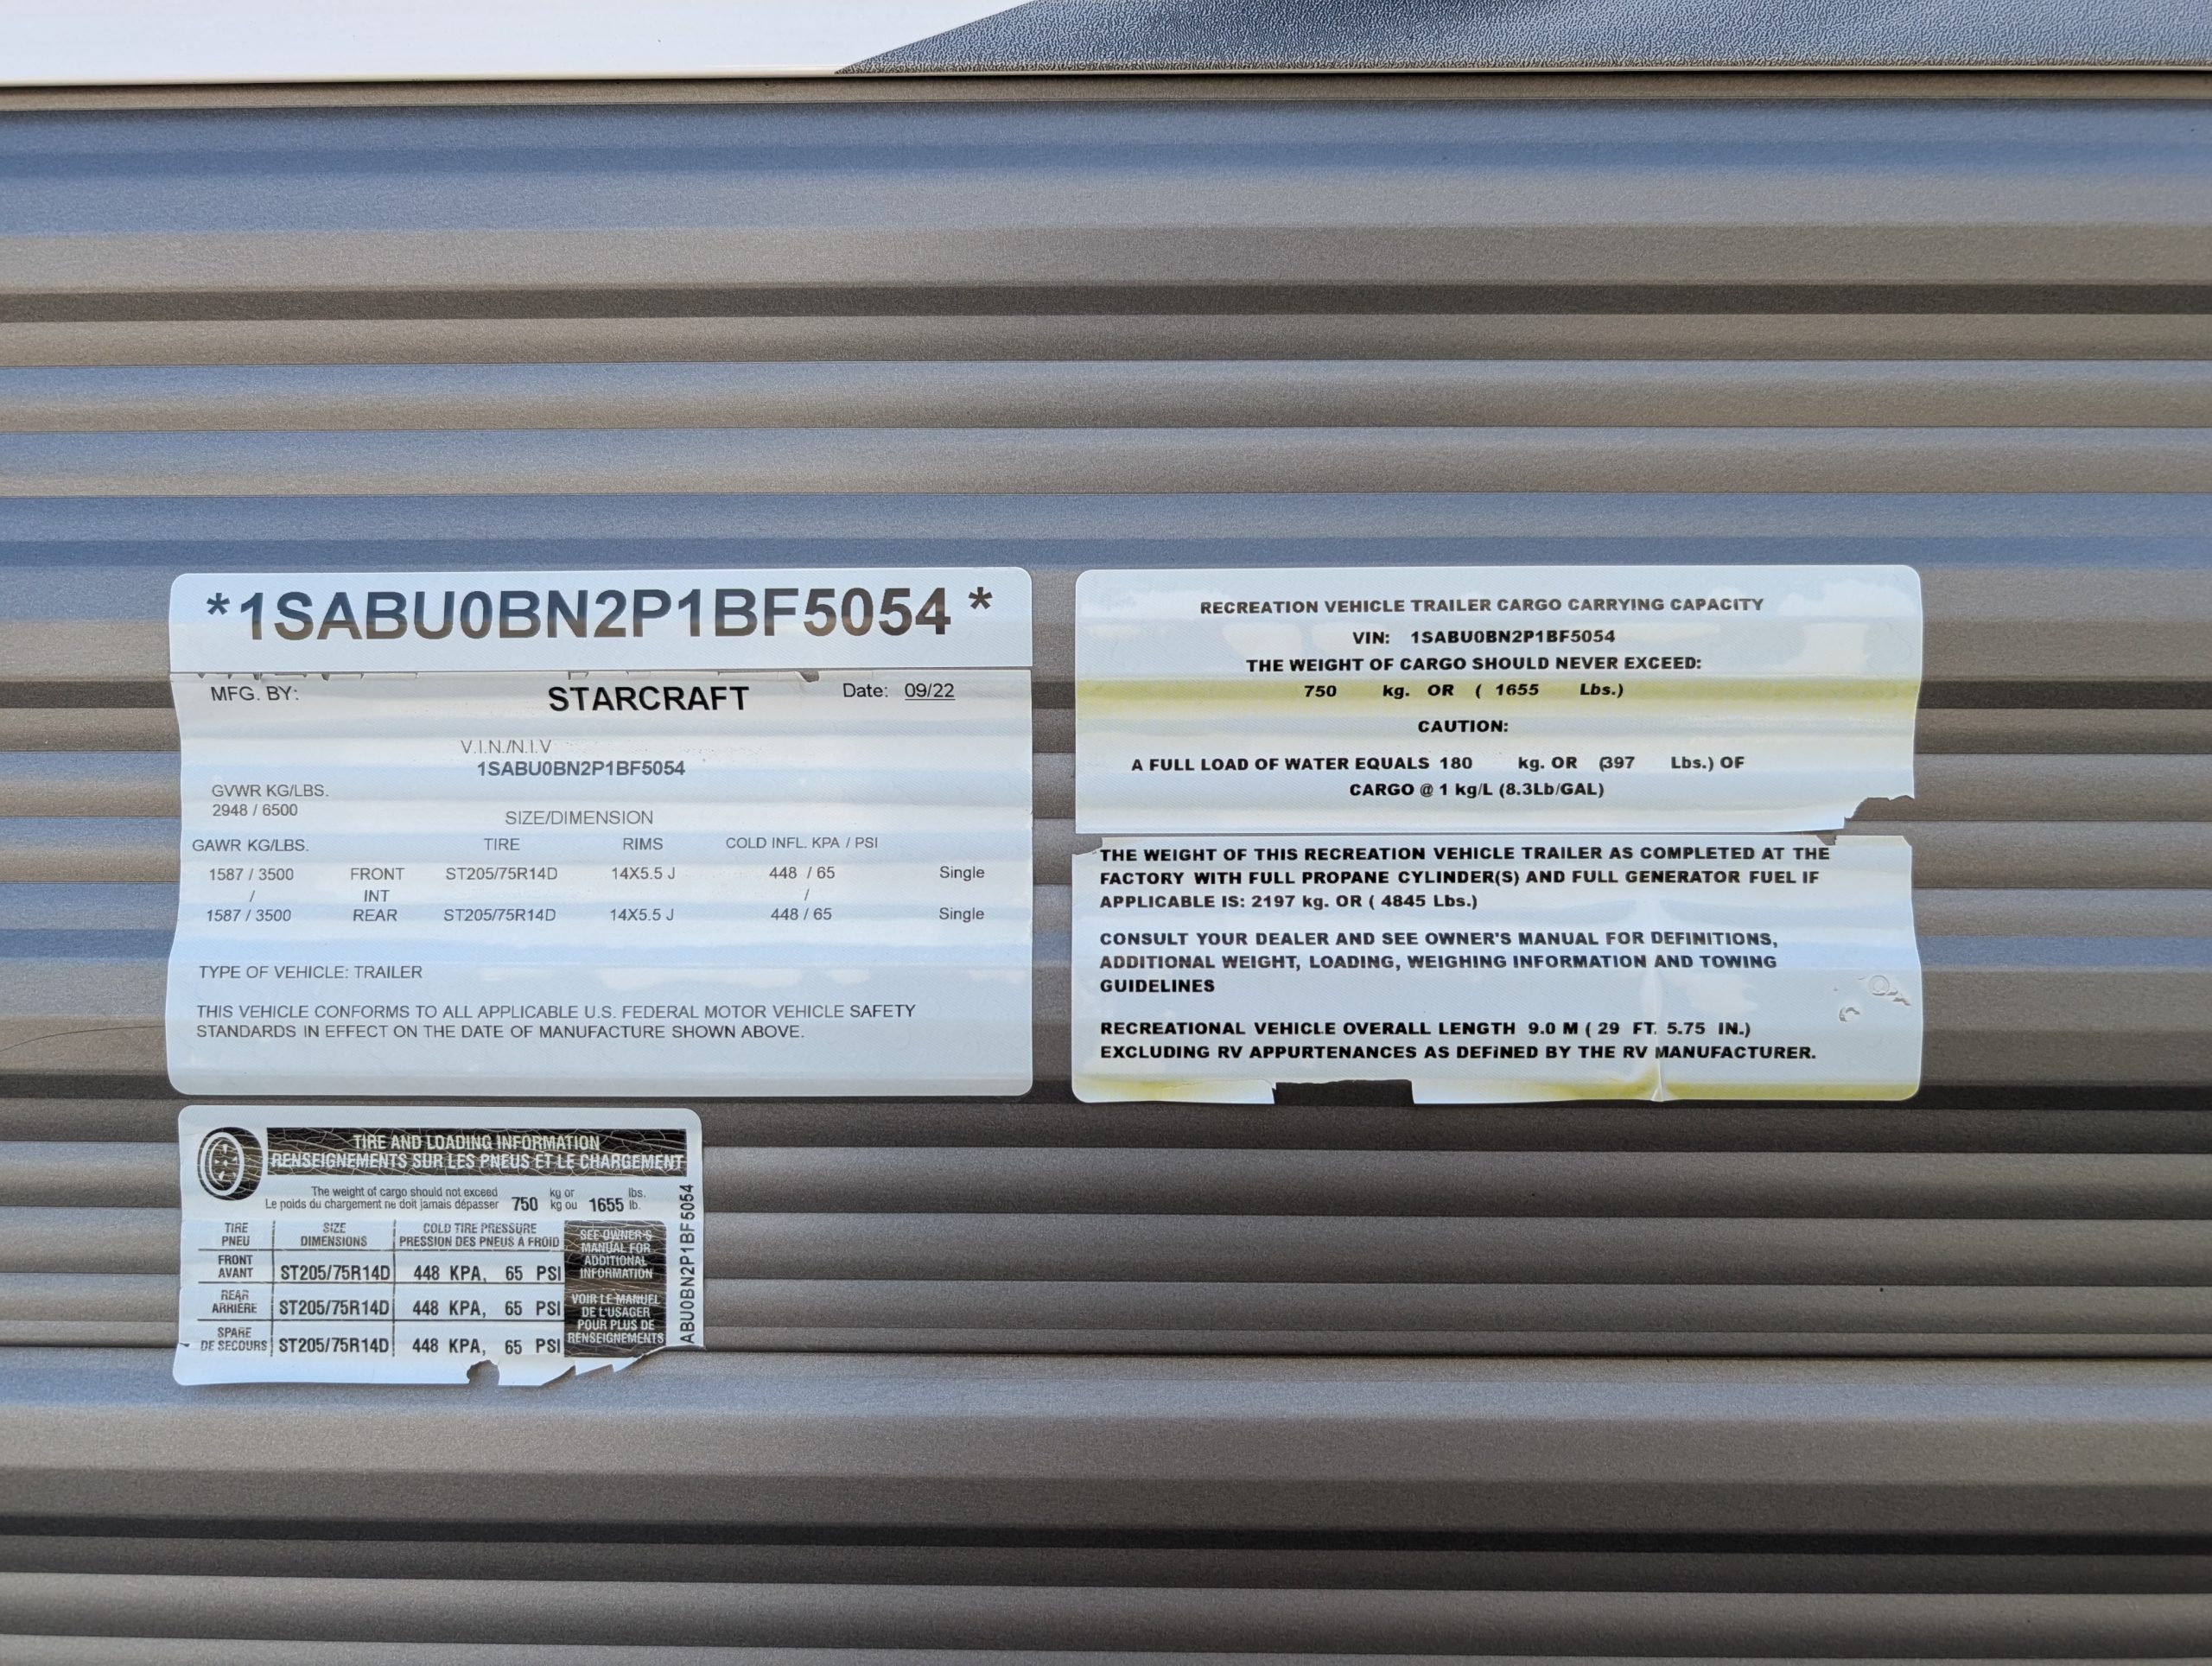 *1SABU0BN2P1BF5054*
MFG. BY: STARCRAFT Date: 09/22
V.I.N./N.I.V
1SABU0BN2P1BF5054
GVWR KG/LBS.
2948 / 6500
SIZE/DIMENSION
GAWR KG/LBS. TIRE RIMS COLD INFL. KPA / PSI
1587 / 3500 FRONT ST205/75R14D 14X5.5 J 448 / 65 Single
/ INT /
1587 / 3500 REAR ST205/75R14D 14X5.5 J 448 / 65 Single
TYPE OF VEHICLE: TRAILER
THIS VEHICLE CONFORMS TO ALL APPLICABLE U.S. FEDERAL MOTOR VEHICLE SAFETY
STANDARDS IN EFFECT ON THE DATE OF MANUFACTURE SHOWN ABOVE.
RECREATION VEHICLE TRAILER CARGO CARRYING CAPACITY
VIN: 1SABU0BN2P1BF5054
THE WEIGHT OF CARGO SHOULD NEVER EXCEED:
750 kg. OR ( 1655 Lbs.)
CAUTION:
A FULL LOAD OF WATER EQUALS 180 kg. OR (397 Lbs.) OF
CARGO @ 1 kg/L (8.3Lb/GAL)
THE WEIGHT OF THIS RECREATION VEHICLE TRAILER AS COMPLETED AT THE
FACTORY WITH FULL PROPANE CYLINDER(S) AND FULL GENERATOR FUEL IF
APPLICABLE IS: 2197 kg. OR ( 4845 Lbs.)
CONSULT YOUR DEALER AND SEE OWNER'S MANUAL FOR DEFINITIONS,
ADDITIONAL WEIGHT, LOADING, WEIGHING INFORMATION AND TOWING
GUIDELINES
RECREATIONAL VEHICLE OVERALL LENGTH 9.0 M ( 29 FT. 5.75 IN.)
EXCLUDING RV APPURTENANCES AS DEFINED BY THE RV MANUFACTURER.
TIRE AND LOADING INFORMATION
RENSEIGNEMENTS SUR LES PNEUS ET LE CHARGEMENT
The weight of cargo should not exceed kg or lbs.
Le poids du chargement ne doit jamais dépasser 750 kg ou 1655 lb.
TIRE SIZE COLD TIRE PRESSURE
PNEU DIMENSIONS PRESSION DES PNEUS A FROID
FRONT
AVANT ST205/75R14D 448 KPA, 65 PSI
REAR
ARRIÈRE ST205/75R14D 448 KPA, 65 PSI
SPARE
DE SECOURS ST205/75R14D 448 KPA, 65 PSI
SEE OWNER'S
MANUAL FOR
ADDITIONAL
INFORMATION
VOIR LE MANUEL
DE L'USAGER
POUR PLUS DE
RENSEIGNEMENTS
ABU0BN2P1BF5054